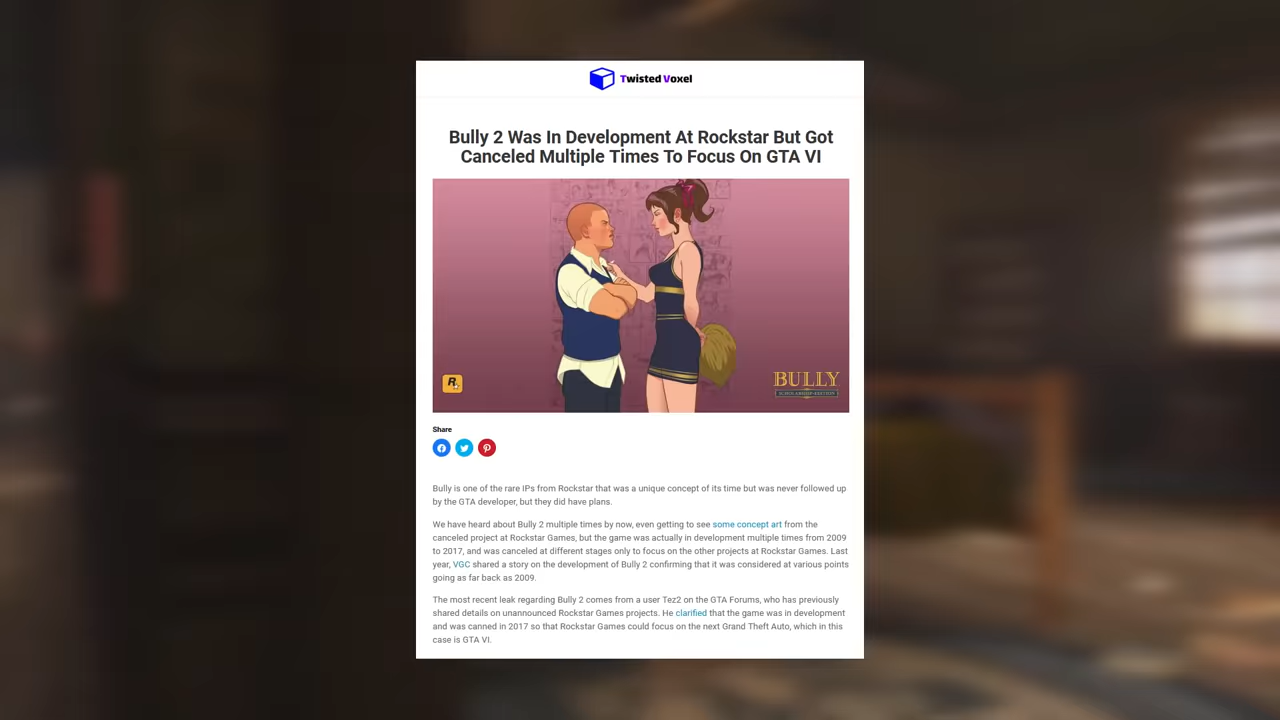 Twisted Voxel
Bully 2 Was In Development At Rockstar But Got
Canceled Multiple Times To Focus On GTA VI
R
BULLY
SCHOLARSHIP EDITION
Share
Bully is one of the rare IPs from Rockstar that was a unique concept of its time but was never followed up
by the GTA developer, but they did have plans.
We have heard about Bully 2 multiple times by now, even getting to see some concept art from the
canceled project at Rockstar Games, but the game was actually in development multiple times from 2009
to 2017, and was canceled at different stages only to focus on the other projects at Rockstar Games. Last
year, VGC shared a story on the development of Bully 2 confirming that it was considered at various points
going as far back as 2009.
The most recent leak regarding Bully 2 comes from a user Tez2 on the GTA Forums, who has previously
shared details on unannounced Rockstar Games projects. He clarified that the game was in development
and was canned in 2017 so that Rockstar Games could focus on the next Grand Theft Auto, which in this
case is GTA VI.